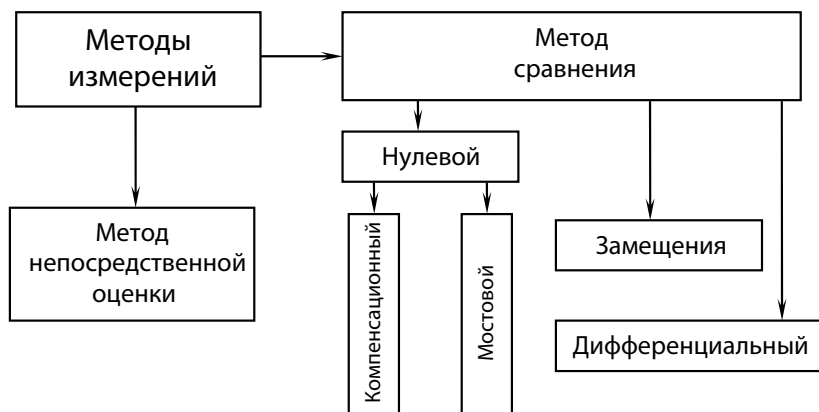 Методы
измерений
Метод
сравнения
Нулевой
Метод
непосредственной
оценки
Компенсационный
Мостовой
Замещения
Дифференциальный